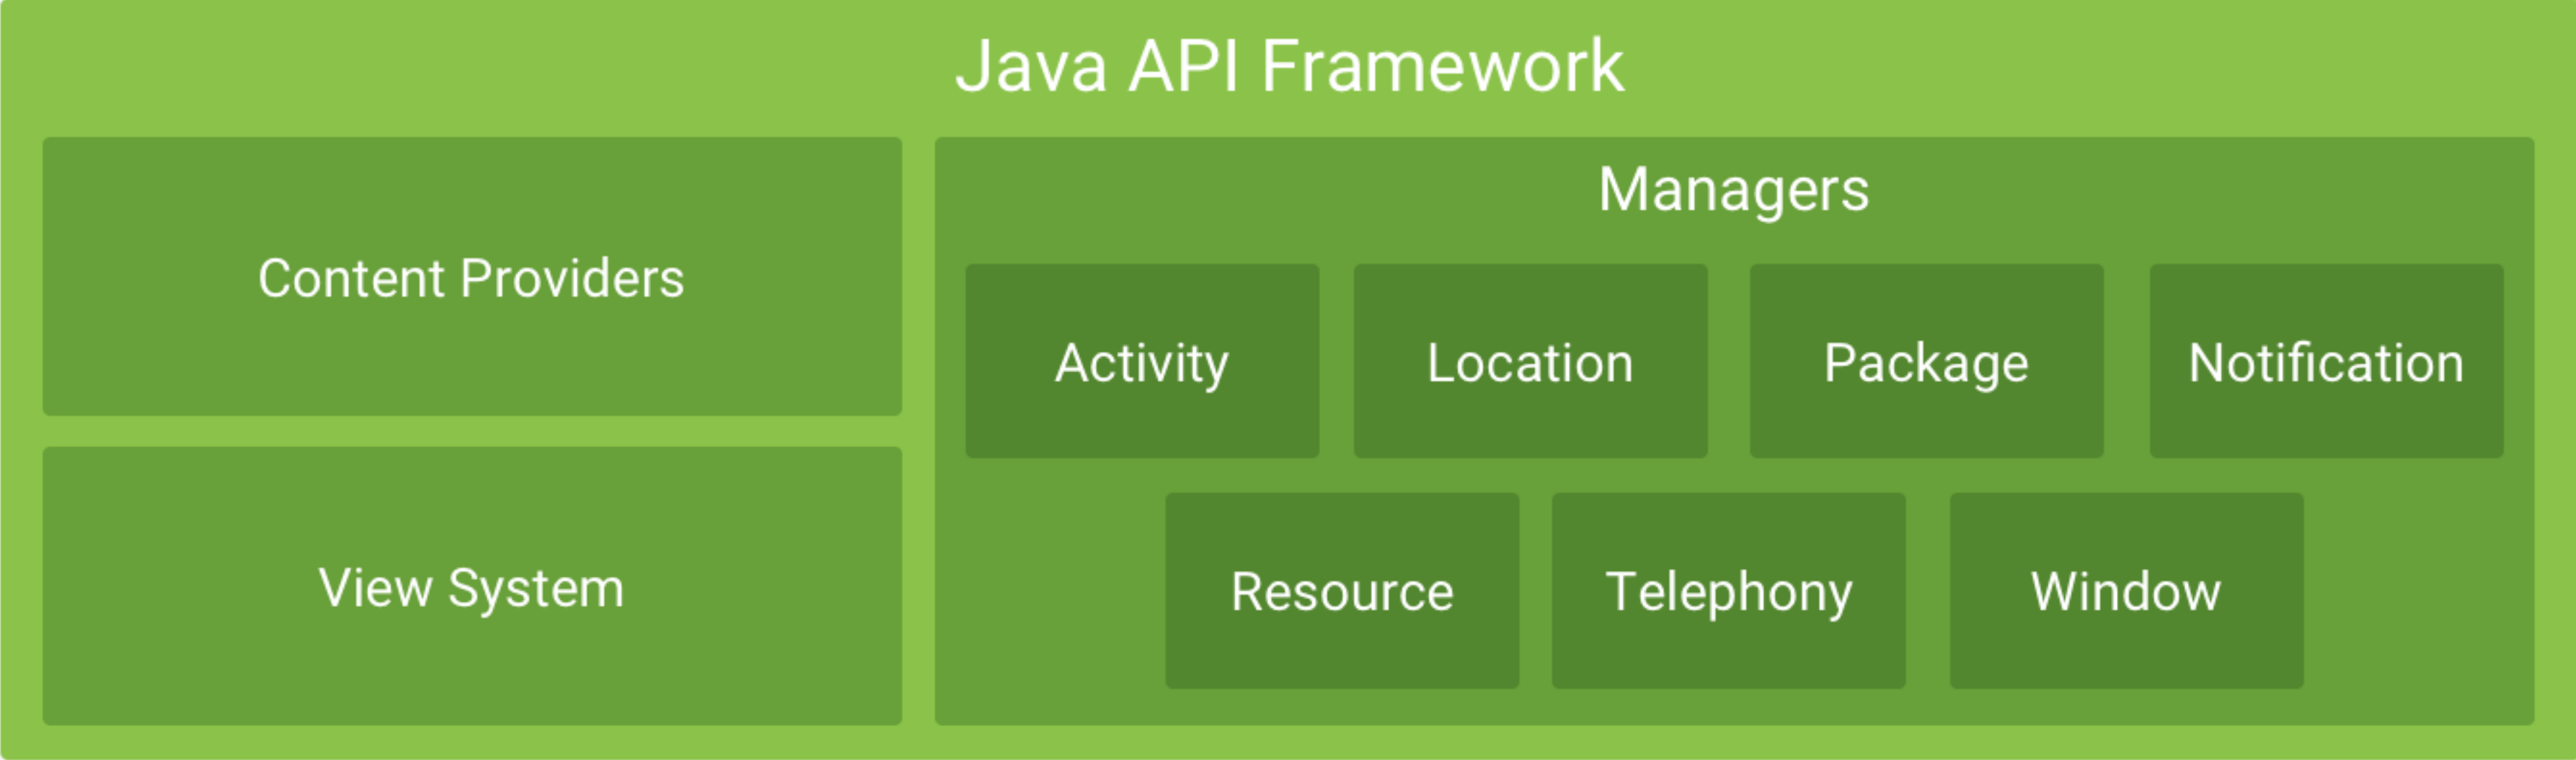 Java API Framework
Content Providers
View System
Managers
Activity
Location
Package
Notification
Resource
Telephony
Window